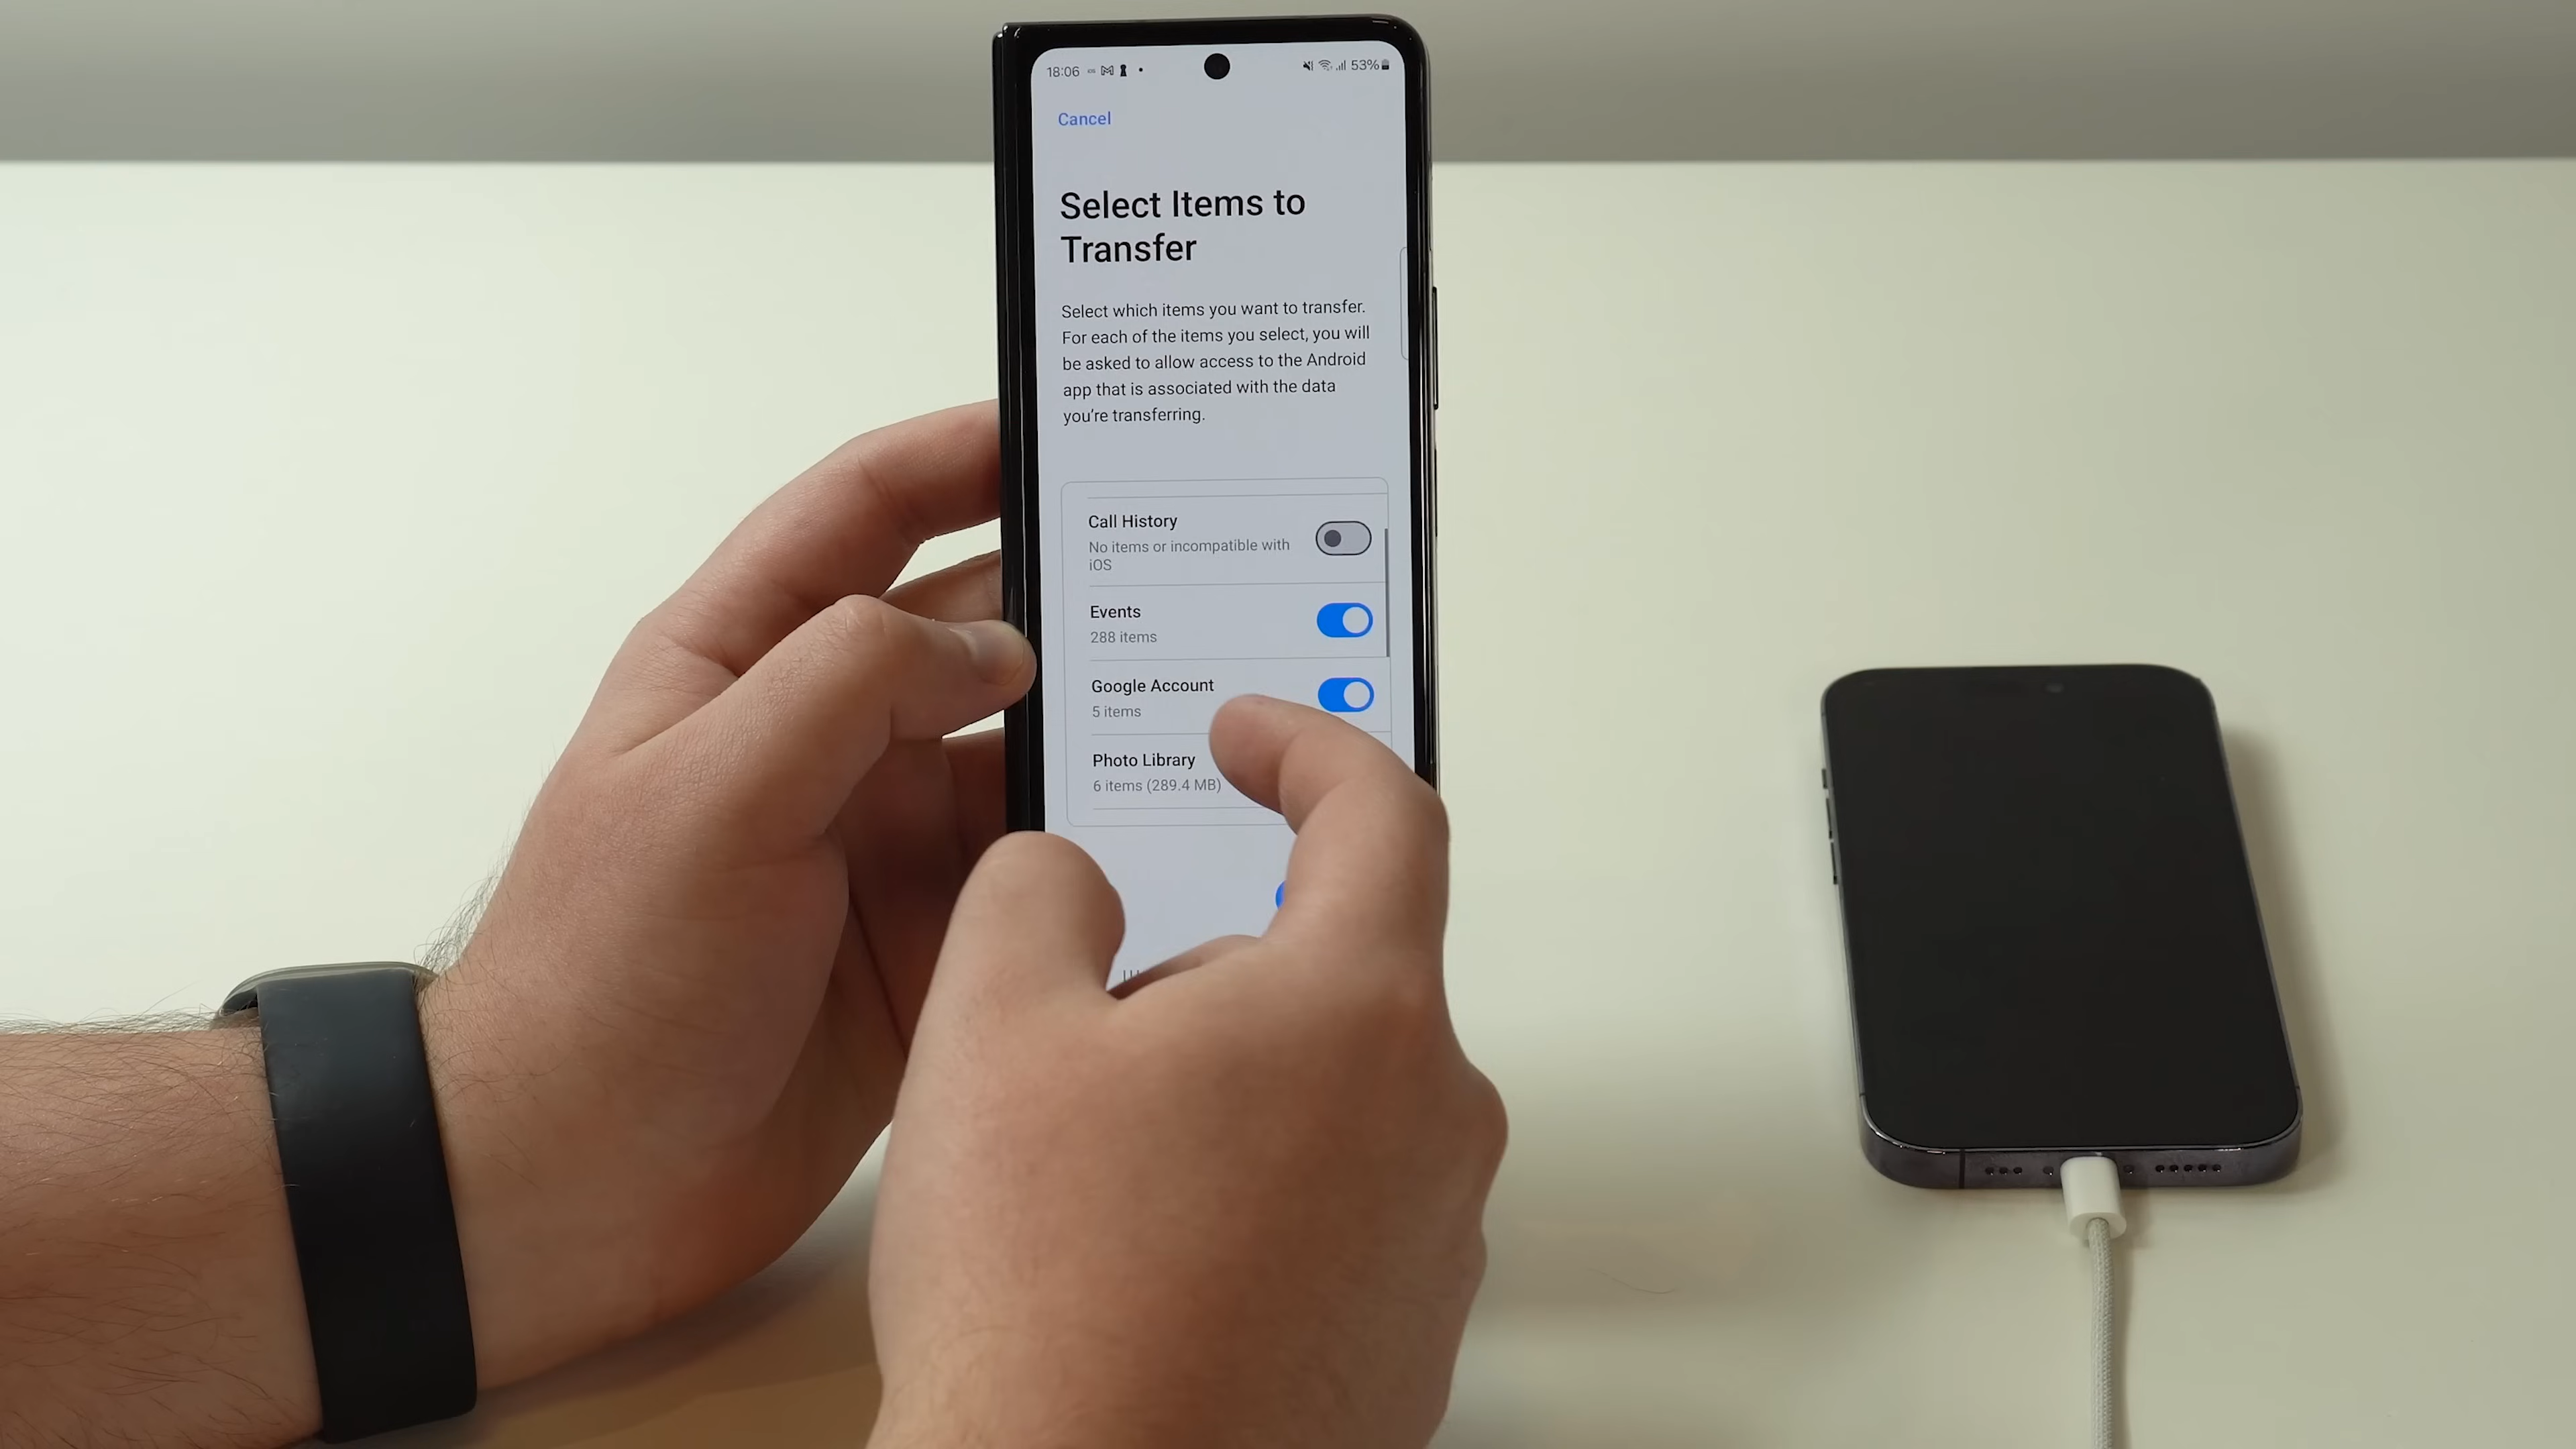 18:06
53%
Cancel
Select Items to
Transfer
Select which items you want to transfer.
For each of the items you select, you will
be asked to allow access to the Android
app that is associated with the data
you're transferring.
Call History
No items or incompatible with
iOS
Events
288 items
Google Account
5 items
Photo Library
6 items (289.4 MB)